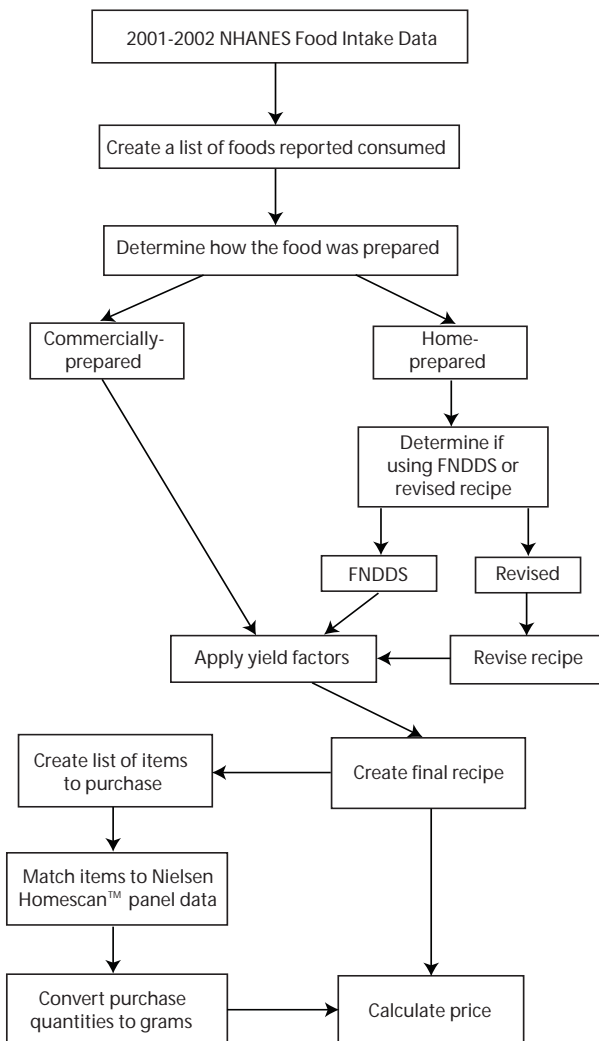 2001-2002 NHANES Food Intake Data
Create a list of foods reported consumed
Determine how the food was prepared
Commercially-
prepared
Home-
prepared
Determine if
using FNDDS or
revised recipe
FNDDS
Revised
Apply yield factors
Revise recipe
Create list of items
to purchase
Create final recipe
Match items to Nielsen
Homescan™ panel data
Convert purchase
quantities to grams
Calculate price